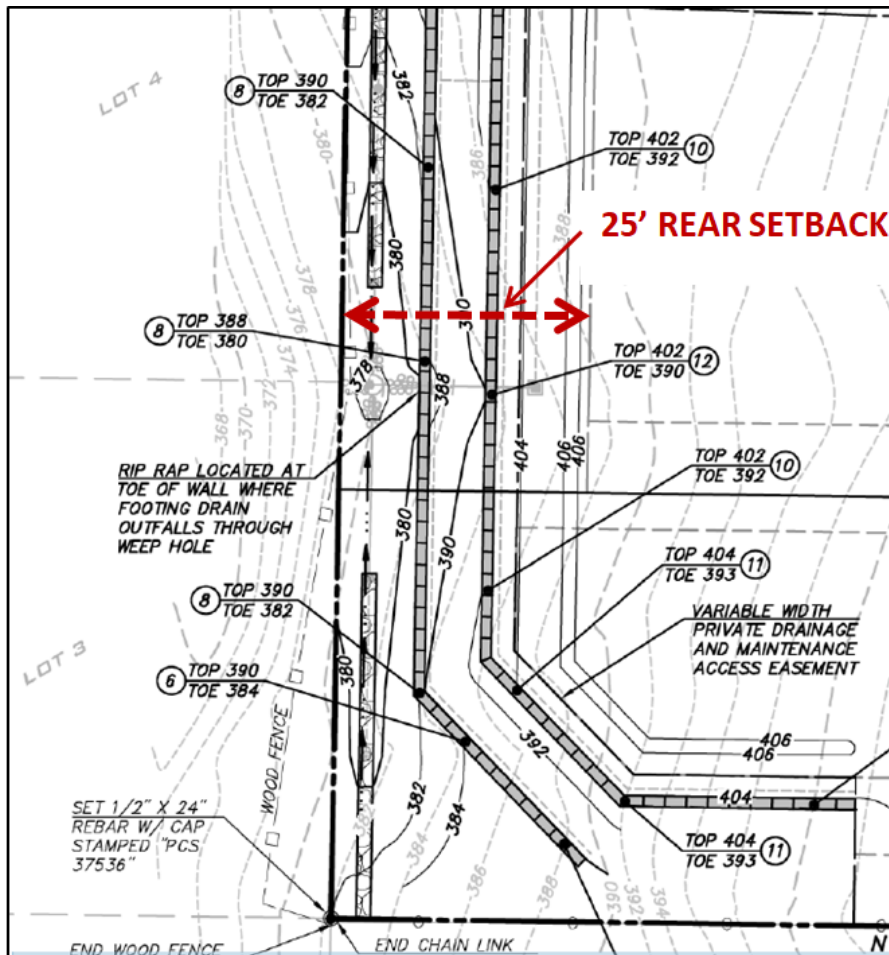 LOT 4
380
382
8
TOP 390
TOE 382
386
TOP 402
TOE 392
10
25' REAR SETBACK
388
380
378
376
374
372
370
368
390
8
TOP 388
TOE 380
378
388
TOP 402
TOE 390
12
404
406
406
TOP 402
TOE 392
10
RIP RAP LOCATED AT
TOE OF WALL WHERE
FOOTING DRAIN
OUTFALLS THROUGH
WEEP HOLE
380
390
TOP 404
TOE 393
11
8
TOP 390
TOE 382
VARIABLE WIDTH
PRIVATE DRAINAGE
AND MAINTENANCE
ACCESS EASEMENT
LOT 3
380
6
TOP 390
TOE 384
WOOD FENCE
392
406
406
404
382
384
SET 1/2" X 24"
REBAR W/ CAP
STAMPED "PCS
37536"
384
386
388
390
392
394
TOP 404
TOE 393
11
END WOOD FENCE
END CHAIN LINK
N